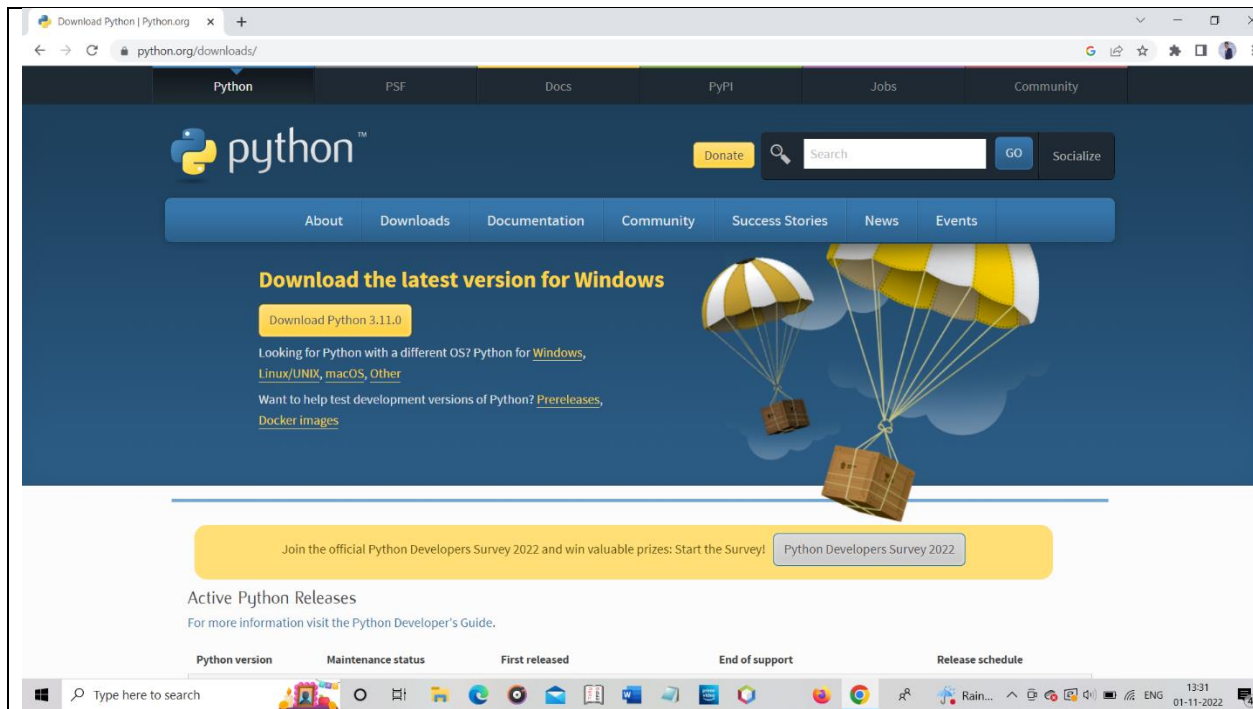 Download Python | Python.org
python.org/downloads/
Python PSF Docs PyPI Jobs Community
python™
Donate Search GO Socialize
About Downloads Documentation Community Success Stories News Events
Download the latest version for Windows
Download Python 3.11.0
Looking for Python with a different OS? Python for Windows,
Linux/UNIX, macOS, Other
Want to help test development versions of Python? Prereleases,
Docker images
Join the official Python Developers Survey 2022 and win valuable prizes: Start the Survey! Python Developers Survey 2022
Active Python Releases
For more information visit the Python Developer's Guide.
Python version Maintenance status First released End of support Release schedule
Type here to search Rain... ENG 13:31
01-11-2022